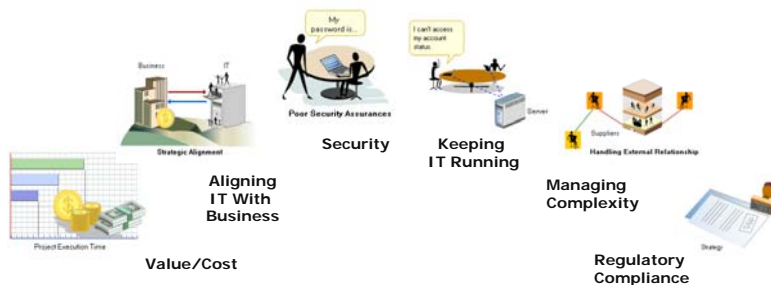 My
password is...
I can't access
my account
status
Business
IT
Poor Security Assurances
Server
Security
Keeping
IT Running
Suppliers
Strategic Alignment
Handling External Relationship
Aligning
IT With
Business
Managing
Complexity
Project Execution Time
Strategy
Value/Cost
Regulatory
Compliance